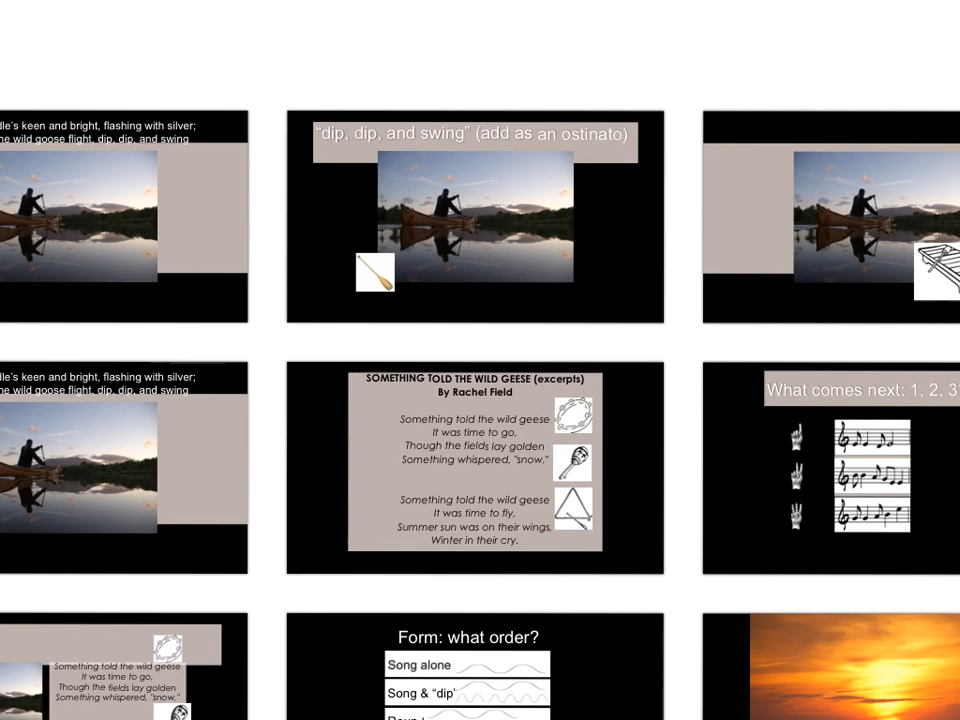 dle's keen and bright, flashing with silver;
he wild goose flight, dip, dip, and swing
"dip, dip, and swing" (add as an ostinato)
dle's keen and bright, flashing with silver;
he wild goose flight, dip, dip, and swing
SOMETHING TOLD THE WILD GEESE (excerpts)
By Rachel Field
Something told the wild geese
It was time to go,
Though the fields lay golden
Something whispered, "snow."
Something told the wild geese
It was time to fly,
Summer sun was on their wings,
Winter in their cry.
What comes next: 1, 2, 3
Something told the wild geese
It was time to go,
Though the fields lay golden
Something whispered, "snow."
Form: what order?
Song alone
Song & "dip"